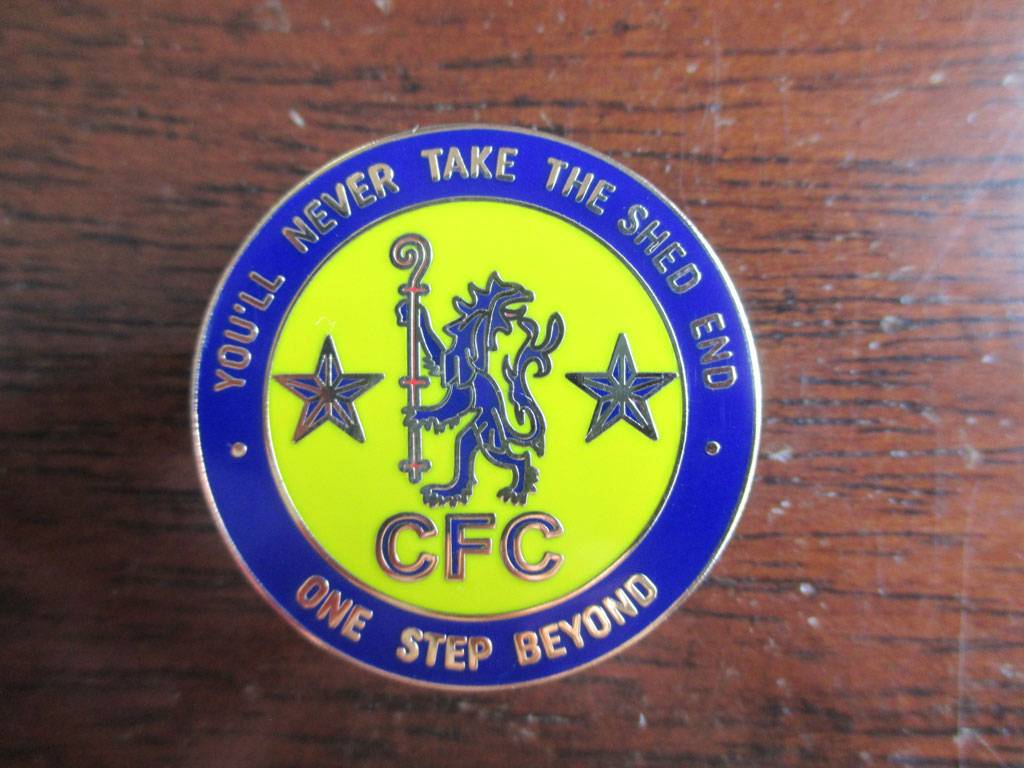 YOU'LL NEVER TAKE THE SHED END
CFC
ONE STEP BEYOND